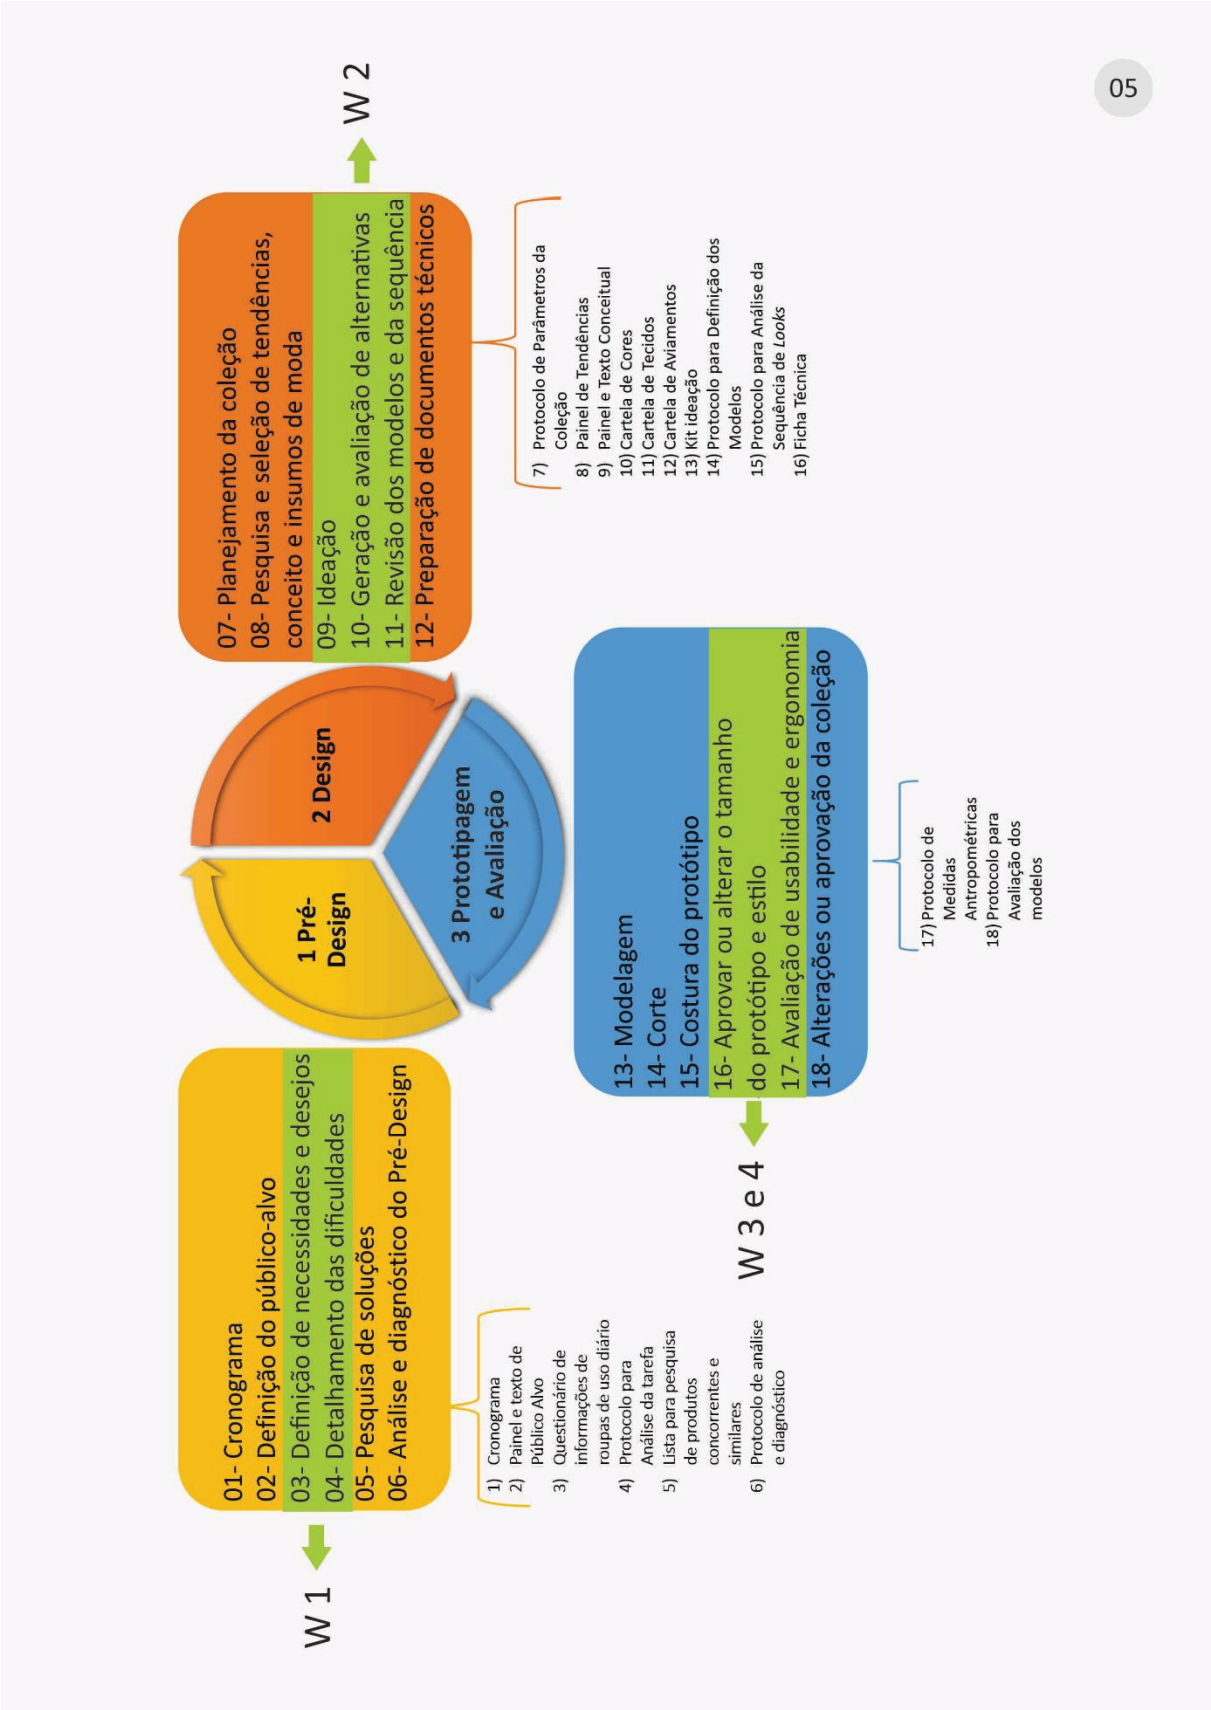 05
W 1
01- Cronograma
02- Definição do público-alvo
03- Definição de necessidades e desejos
04- Detalhamento das dificuldades
05- Pesquisa de soluções
06- Análise e diagnóstico do Pré-Design
1) Cronograma
2) Painel e texto de
Público Alvo
3) Questionário de
informações de
roupas de uso diário
4) Protocolo para
Análise da tarefa
5) Lista para pesquisa
de produtos
concorrentes e
similares
6) Protocolo de análise
e diagnóstico
1 Pré-
Design
2 Design
3 Prototipagem
e Avaliação
07- Planejamento da coleção
08- Pesquisa e seleção de tendências,
conceito e insumos de moda
09- Ideação
10- Geração e avaliação de alternativas
11- Revisão dos modelos e da sequência
12- Preparação de documentos técnicos
W 2
7) Protocolo de Parâmetros da
Coleção
8) Painel de Tendências
9) Painel e Texto Conceitual
10) Cartela de Cores
11) Cartela de Tecidos
12) Cartela de Aviamentos
13) Kit ideação
14) Protocolo para Definição dos
Modelos
15) Protocolo para Análise da
Sequência de Looks
16) Ficha Técnica
W 3 e 4
13- Modelagem
14- Corte
15- Costura do protótipo
16- Aprovar ou alterar o tamanho
do protótipo e estilo
17- Avaliação de usabilidade e ergonomia
18- Alterações ou aprovação da coleção
17) Protocolo de
Medidas
Antropométricas
18) Protocolo para
Avaliação dos
modelos